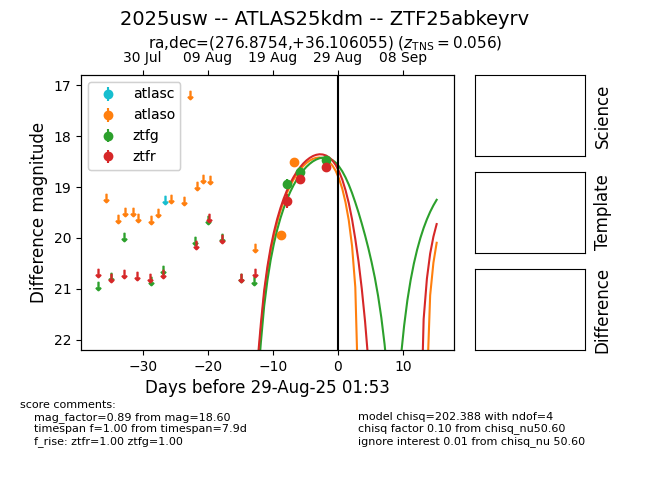 2025usw -- ATLAS25kdm -- ZTF25abkeyrv
ra,dec=(276.8754,+36.106055) (z_TNS = 0.056)
30 Jul 09 Aug 19 Aug 29 Aug 08 Sep
17
18
19
20
21
22
Difference magnitude
atlasc
atlaso
ztfg
ztfr
Science
Template
Difference
−30 −20 −10 0 10
Days before 29-Aug-25 01:53
score comments:
mag_factor=0.89 from mag=18.60
timespan f=1.00 from timespan=7.9d
f_rise: ztfr=1.00 ztfg=1.00
model chisq=202.388 with ndof=4
chisq factor 0.10 from chisq_nu50.60
ignore interest 0.01 from chisq_nu 50.60